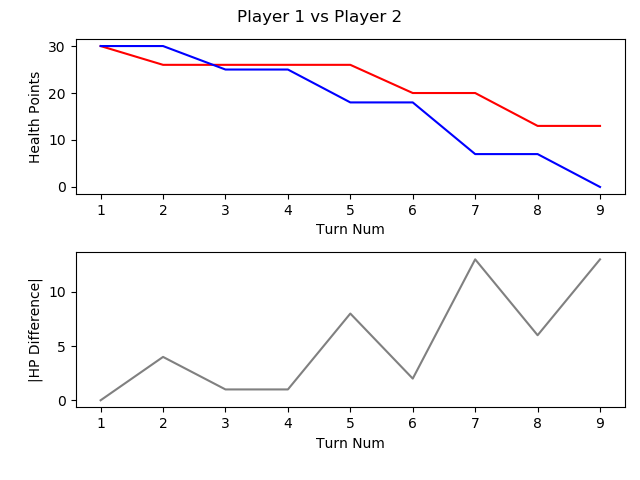 Player 1 vs Player 2
30
20
10
0
Health Points
1 2 3 4 5 6 7 8 9
Turn Num
10
5
0
|HP Difference|
1 2 3 4 5 6 7 8 9
Turn Num